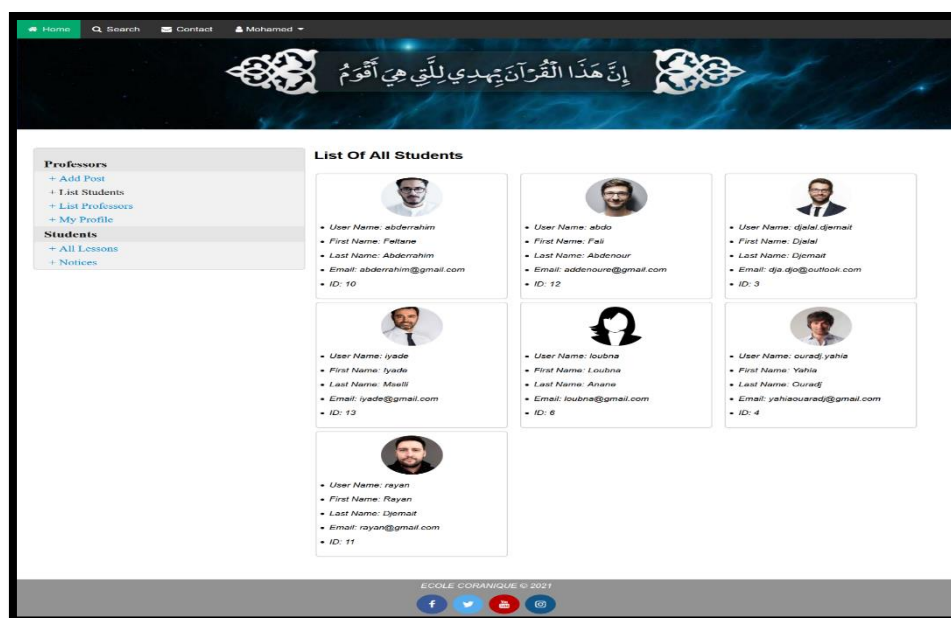 Home Search Contact Mohamed
إِنَّ هَذَا الْقُرْآنَ يَهْدِي لِلَّتِي هِيَ أَقْوَمُ
Professors
+ Add Post
+ List Students
+ List Professors
+ My Profile
Students
+ All Lessons
+ Notices
List Of All Students
User Name: abderrahim
First Name: Feltane
Last Name: Abderrahim
Email: abderrahim@gmail.com
ID: 10
User Name: abdo
First Name: Fali
Last Name: Abdenour
Email: addenoure@gmail.com
ID: 12
User Name: djalal.djemait
First Name: Djalal
Last Name: Djemait
Email: dja.djo@outlook.com
ID: 3
User Name: iyade
First Name: Iyade
Last Name: Mselli
Email: iyade@gmail.com
ID: 13
User Name: loubna
First Name: Loubna
Last Name: Anane
Email: loubna@gmail.com
ID: 6
User Name: ouradj.yahia
First Name: Yahia
Last Name: Ouradj
Email: yahiaouaradj@gmail.com
ID: 4
User Name: rayan
First Name: Rayan
Last Name: Djemait
Email: rayan@gmail.com
ID: 11
ECOLE CORANIQUE © 2021